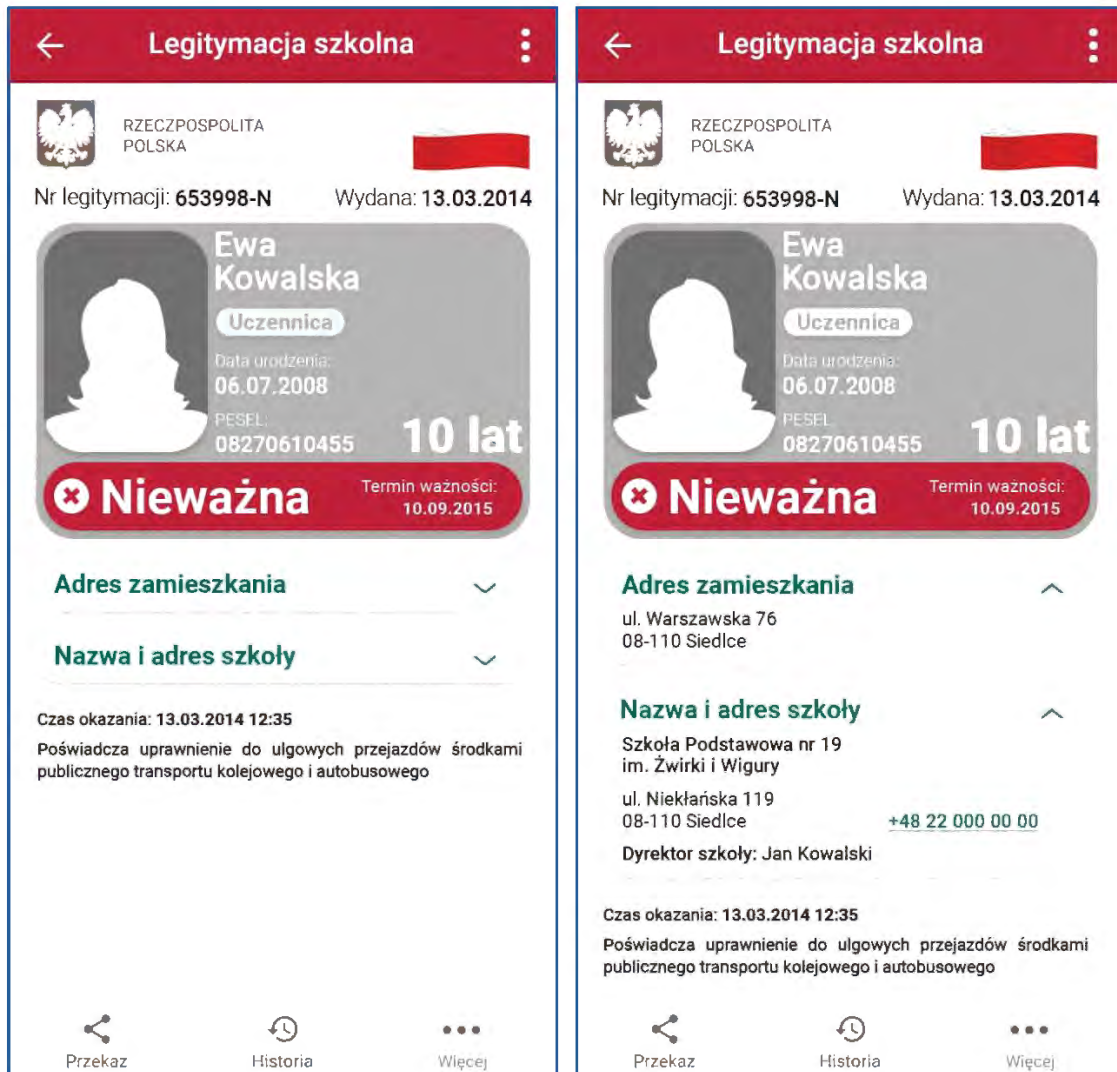 Legitymacja szkolna
RZECZPOSPOLITA
POLSKA
Nr legitymacji: 653998-N Wydana: 13.03.2014
Ewa
Kowalska
Uczennica
Data urodzenia:
06.07.2008
PESEL:
08270610455
10 lat
Nieważna
Termin ważności:
10.09.2015
Adres zamieszkania
Nazwa i adres szkoły
Czas okazania: 13.03.2014 12:35
Poświadcza uprawnienie do ulgowych przejazdów środkami
publicznego transportu kolejowego i autobusowego
Przekaz Historia Więcej
Legitymacja szkolna
RZECZPOSPOLITA
POLSKA
Nr legitymacji: 653998-N Wydana: 13.03.2014
Ewa
Kowalska
Uczennica
Data urodzenia:
06.07.2008
PESEL:
08270610455
10 lat
Nieważna
Termin ważności:
10.09.2015
Adres zamieszkania
ul. Warszawska 76
08-110 Siedlce
Nazwa i adres szkoły
Szkoła Podstawowa nr 19
im. Żwirki i Wigury
ul. Niekłańska 119
08-110 Siedlce +48 22 000 00 00
Dyrektor szkoły: Jan Kowalski
Czas okazania: 13.03.2014 12:35
Poświadcza uprawnienie do ulgowych przejazdów środkami
publicznego transportu kolejowego i autobusowego
Przekaz Historia Więcej